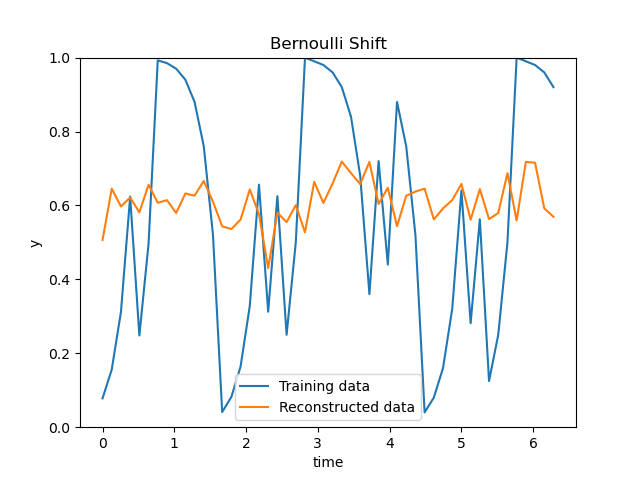 Bernoulli Shift
1.0
0.8
0.6
0.4
0.2
0.0
y
0 1 2 3 4 5 6
time
Training data
Reconstructed data